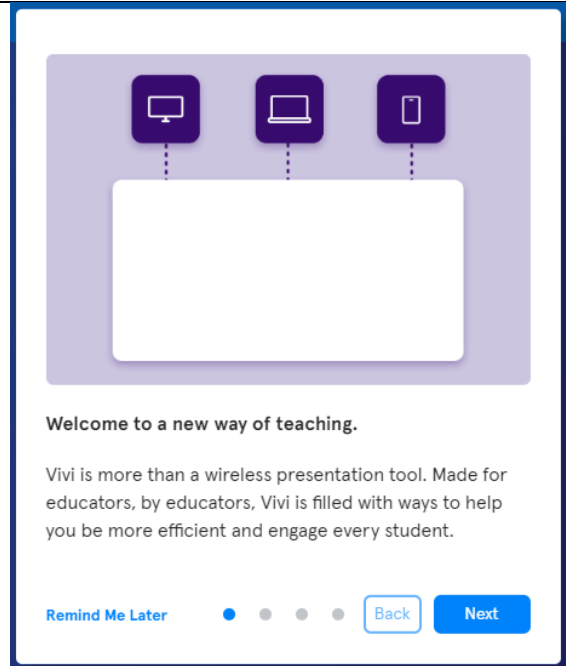 Welcome to a new way of teaching.
Vivi is more than a wireless presentation tool. Made for
educators, by educators, Vivi is filled with ways to help
you be more efficient and engage every student.
Remind Me Later
Back
Next